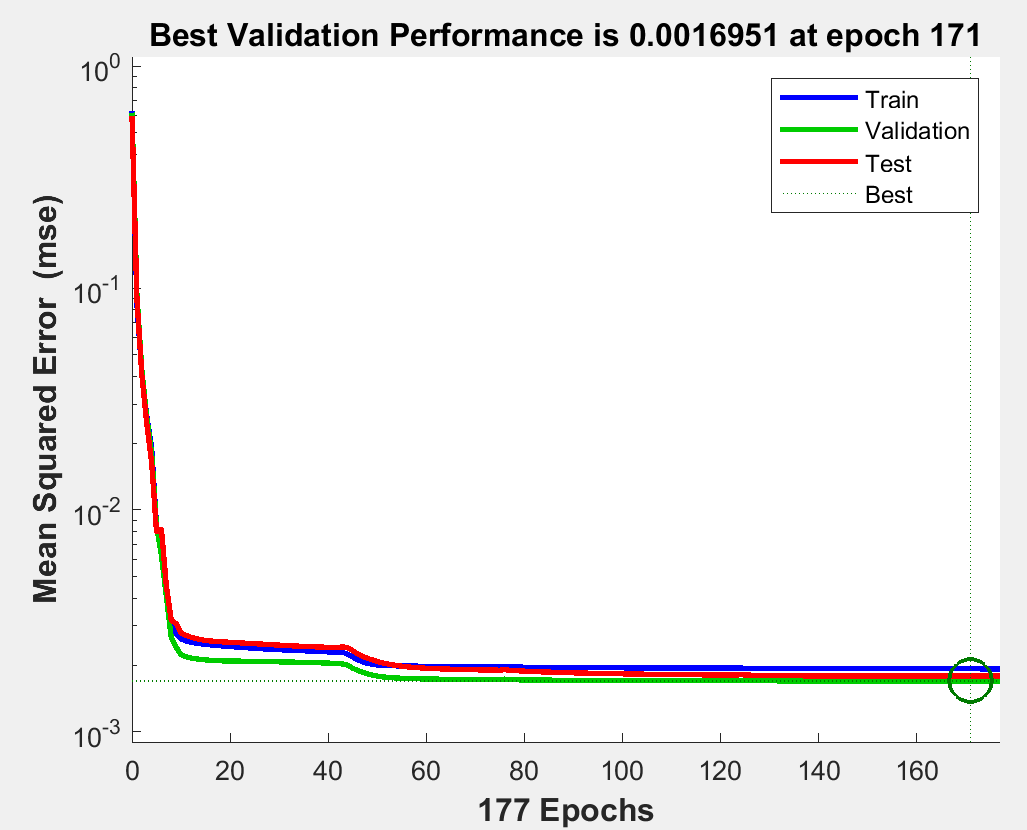 Best Validation Performance is 0.0016951 at epoch 171
Mean Squared Error (mse)
10^0
10^-1
10^-2
10^-3
Train
Validation
Test
Best
0 20 40 60 80 100 120 140 160
177 Epochs